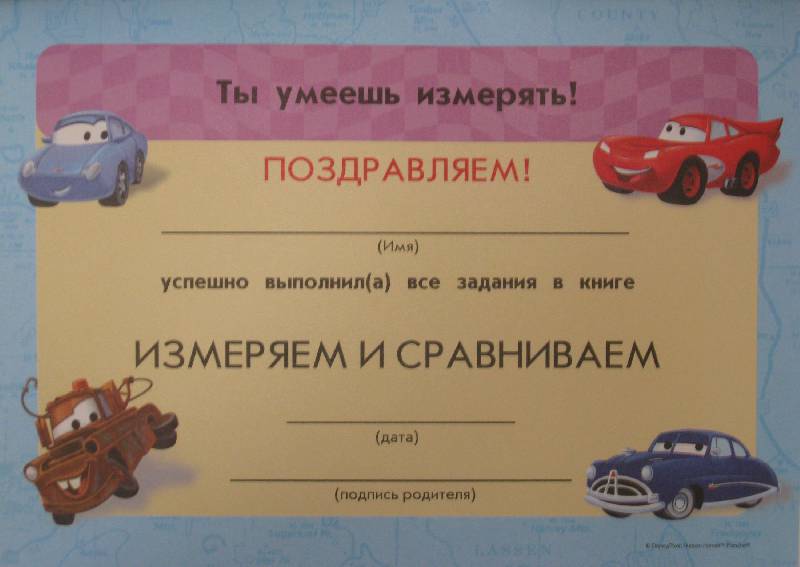 Ты умеешь измерять!
ПОЗДРАВЛЯЕМ!
(Имя)
успешно выполнил(а) все задания в книге
ИЗМЕРЯЕМ И СРАВНИВАЕМ
(дата)
(подпись родителя)
COUNTY
LASSEN